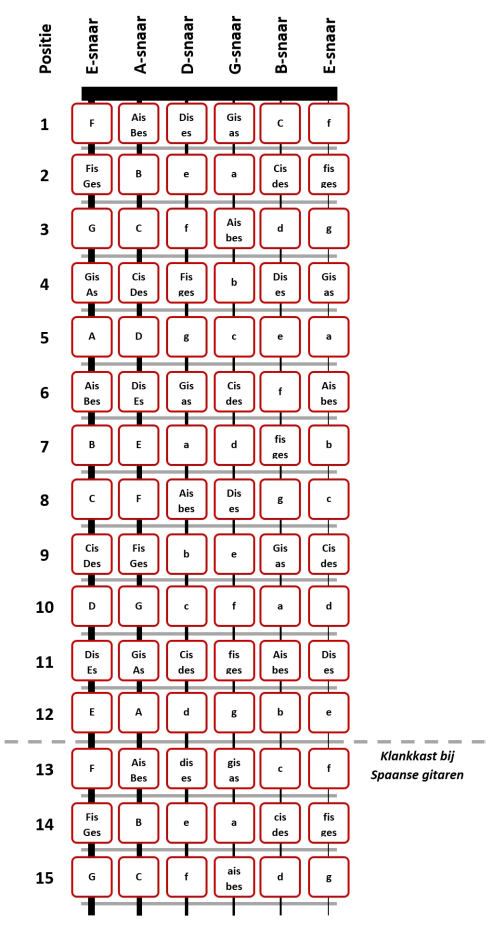 Positie E-snaar A-snaar D-snaar G-snaar B-snaar E-snaar
1 F Ais Dis Gis C f
Bes es as
2 Fis B e a Cis fis
Ges des ges
3 G C f Ais d g
bes
4 Gis Cis Fis b Dis Gis
As Des ges es as
5 A D g c e a
6 Ais Dis Gis Cis f Ais
Bes Es as des bes
7 B E a d fis b
ges
8 C F Ais Dis g c
bes es
9 Cis Fis b e Gis Cis
Des Ges as des
10 D G c f a d
11 Dis Gis Cis fis Ais Dis
Es As des ges bes es
12 E A d g b e
Klankkast bij
Spaanse gitaren
13 F Ais dis gis c f
Bes es as
14 Fis B e a cis fis
Ges des ges
15 G C f ais d g
bes